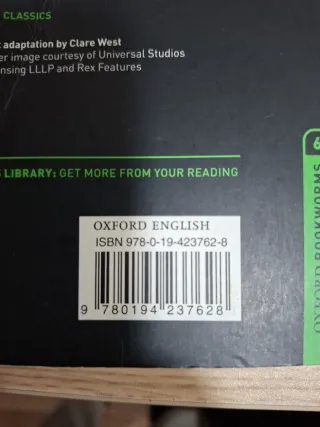 CLASSICS
adaptation by Clare West
er image courtesy of Universal Studios
ensing LLLP and Rex Features
LIBRARY: GET MORE FROM YOUR READING
OXFORD ENGLISH
ISBN 978-0-19-423762-8
9 780194 237628
6
OXFORD BOOKWORMS